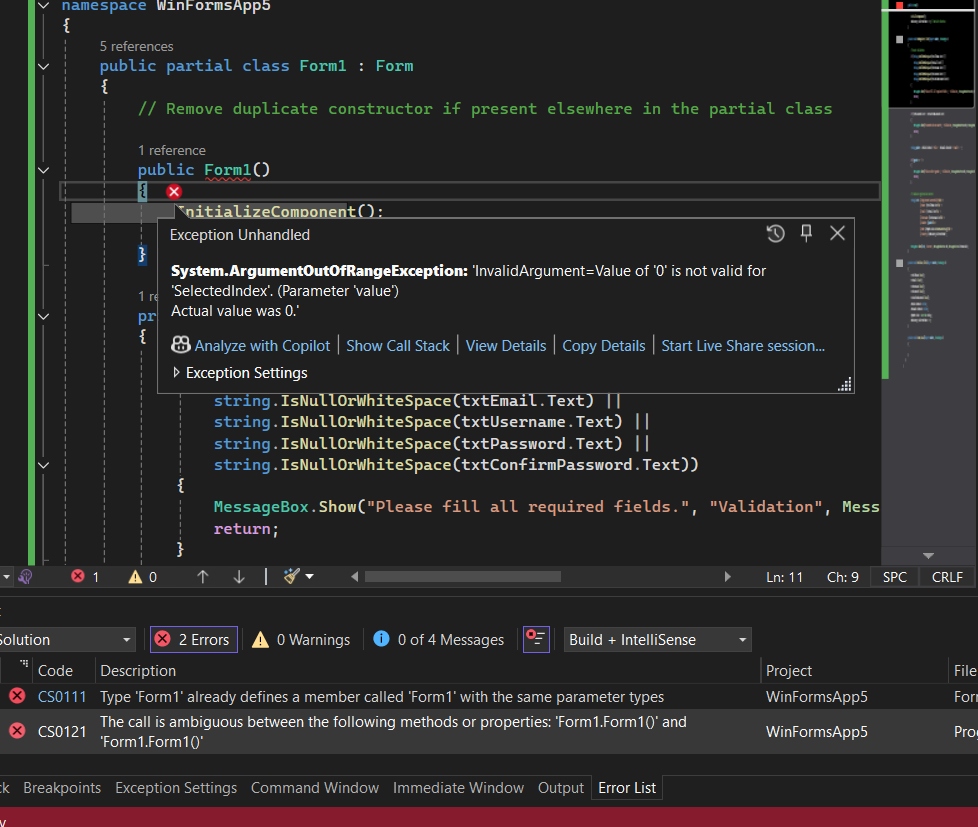 namespace WinFormsApp5
{
5 references
public partial class Form1 : Form
{
// Remove duplicate constructor if present elsewhere in the partial class
1 reference
public Form1()
{
InitializeComponent();
Exception Unhandled
System.ArgumentOutOfRangeException: 'InvalidArgument=Value of '0' is not valid for
'SelectedIndex'. (Parameter 'value')
Actual value was 0.'
}
1 re
pr
{
Analyze with Copilot | Show Call Stack | View Details | Copy Details | Start Live Share session...
Exception Settings
string.IsNullOrWhiteSpace(txtEmail.Text) ||
string.IsNullOrWhiteSpace(txtUsername.Text) ||
string.IsNullOrWhiteSpace(txtPassword.Text) ||
string.IsNullOrWhiteSpace(txtConfirmPassword.Text))
{
MessageBox.Show("Please fill all required fields.", "Validation", Mess
return;
}
1 0 Ln: 11 Ch: 9 SPC CRLF
Solution 2 Errors 0 Warnings 0 of 4 Messages Build + IntelliSense
Code Description Project File
CS0111 Type 'Form1' already defines a member called 'Form1' with the same parameter types WinFormsApp5 For
CS0121 The call is ambiguous between the following methods or properties: 'Form1.Form1()' and
'Form1.Form1()' WinFormsApp5 Prog
ck Breakpoints Exception Settings Command Window Immediate Window Output Error List
y